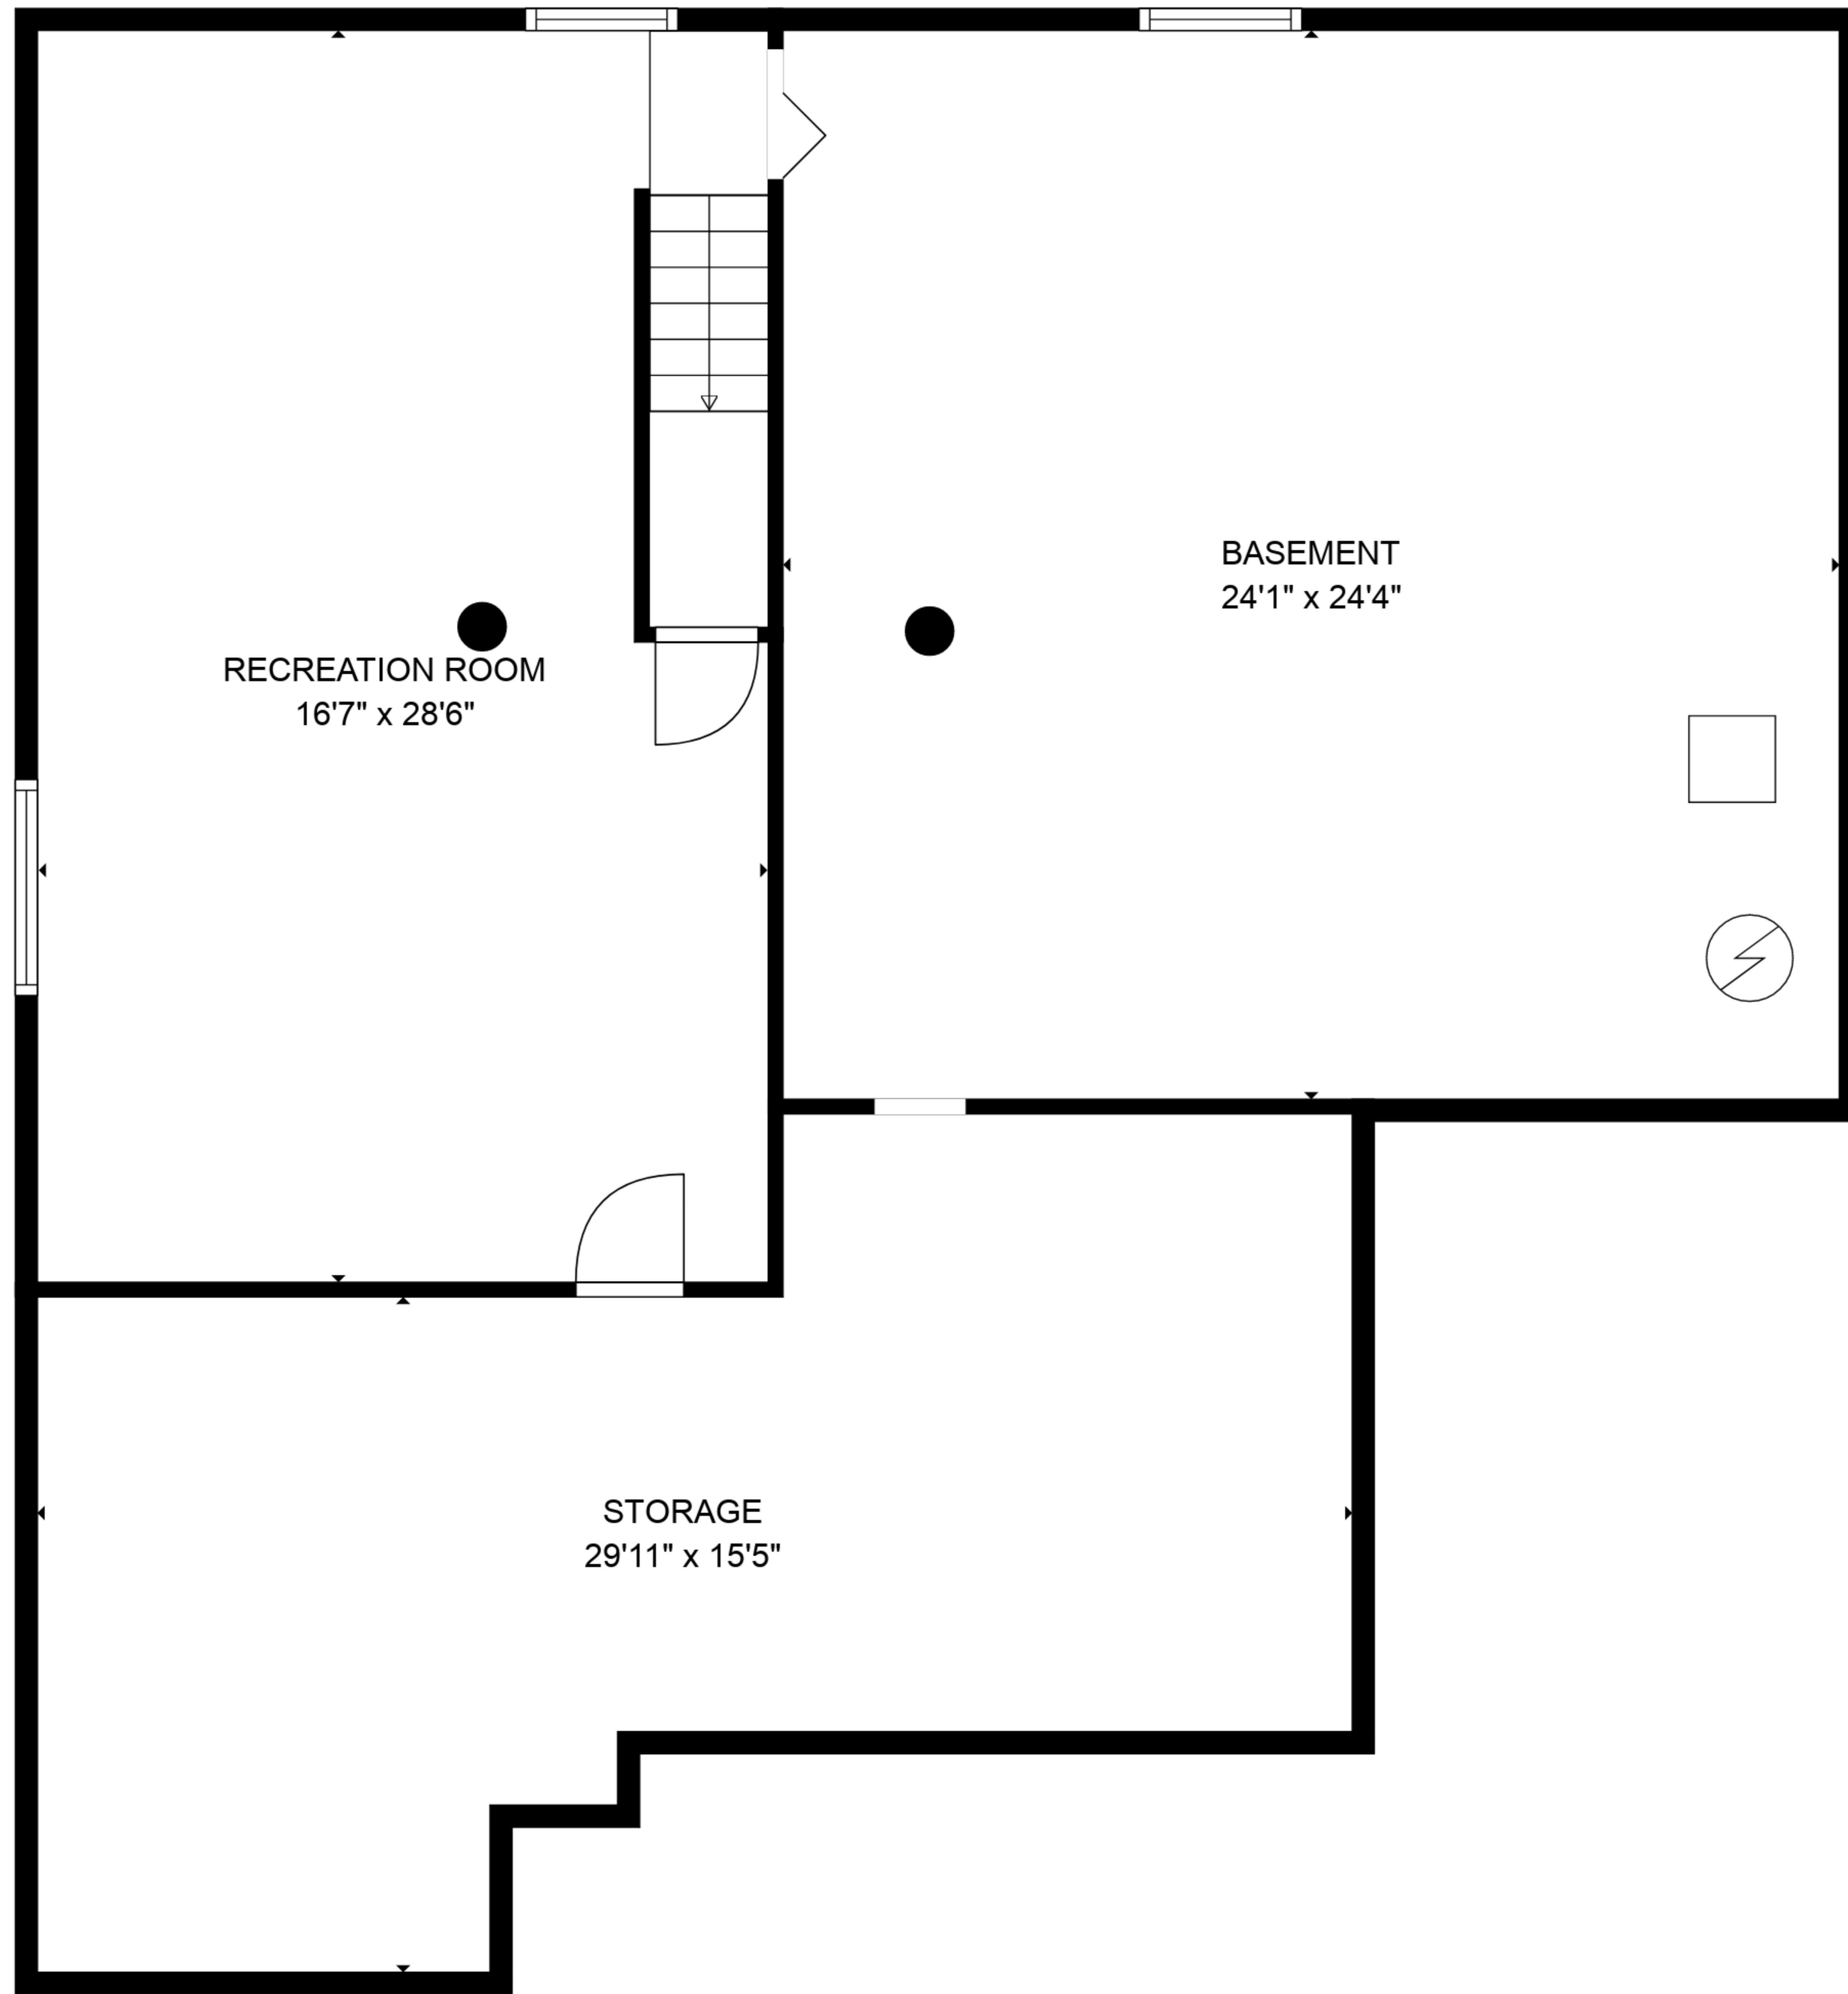 BASEMENT
24'1" x 24'4"
RECREATION ROOM
16'7" x 28'6"
STORAGE
29'11" x 15'5"